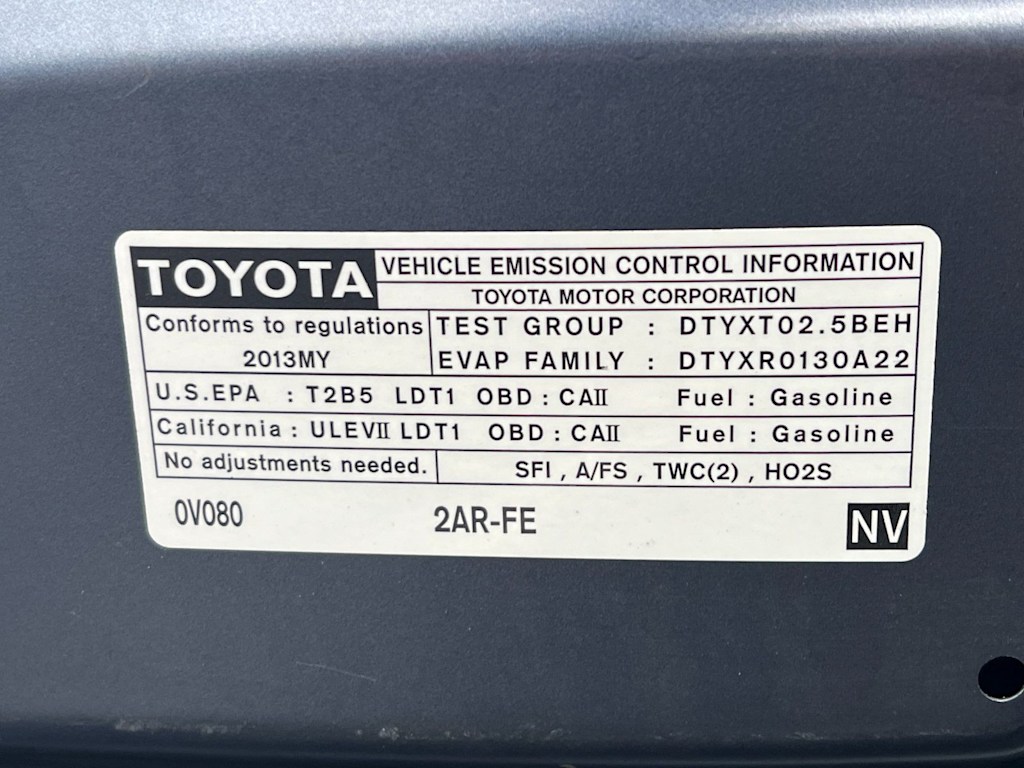 TOYOTA
VEHICLE EMISSION CONTROL INFORMATION
TOYOTA MOTOR CORPORATION
Conforms to regulations
2013MY
TEST GROUP : DTYXT02.5BEH
EVAP FAMILY : DTYXR0130A22
U.S.EPA : T2B5 LDT1 OBD : CAⅡ Fuel : Gasoline
California : ULEVⅡ LDT1 OBD : CAⅡ Fuel : Gasoline
No adjustments needed.
SFI , A/FS , TWC(2) , HO2S
0V080 2AR-FE NV